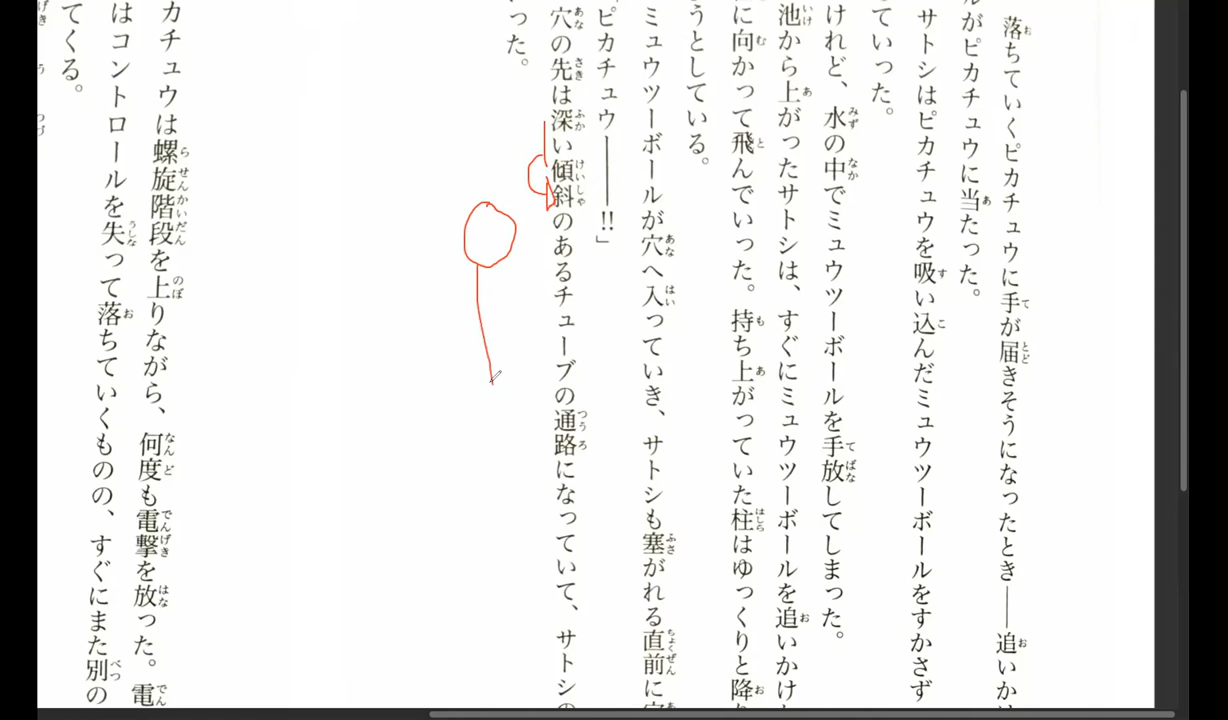 落ちていくピカチュウに手が届きそうになったとき――追いか
ルがピカチュウに当たった。
サトシはピカチュウを吸い込んだミュウツーボールをすかさず
ていった。
けれど、水の中でミュウツーボールを手放してしまった。
池から上がったサトシは、すぐにミュウツーボールを追いかけ
に向かって飛んでいった。持ち上がっていた柱はゆっくりと降
うとしている。
ミュウツーボールが穴へ入っていき、サトシも塞がれる直前に
ピカチュウ――――!!」
穴の先は深い傾斜のあるチューブの通路になっていて、サトシ
った。
カチュウは螺旋階段を上りながら、何度も電撃を放った。電
はコントロールを失って落ちていくものの、すぐにまた別の
てくる。